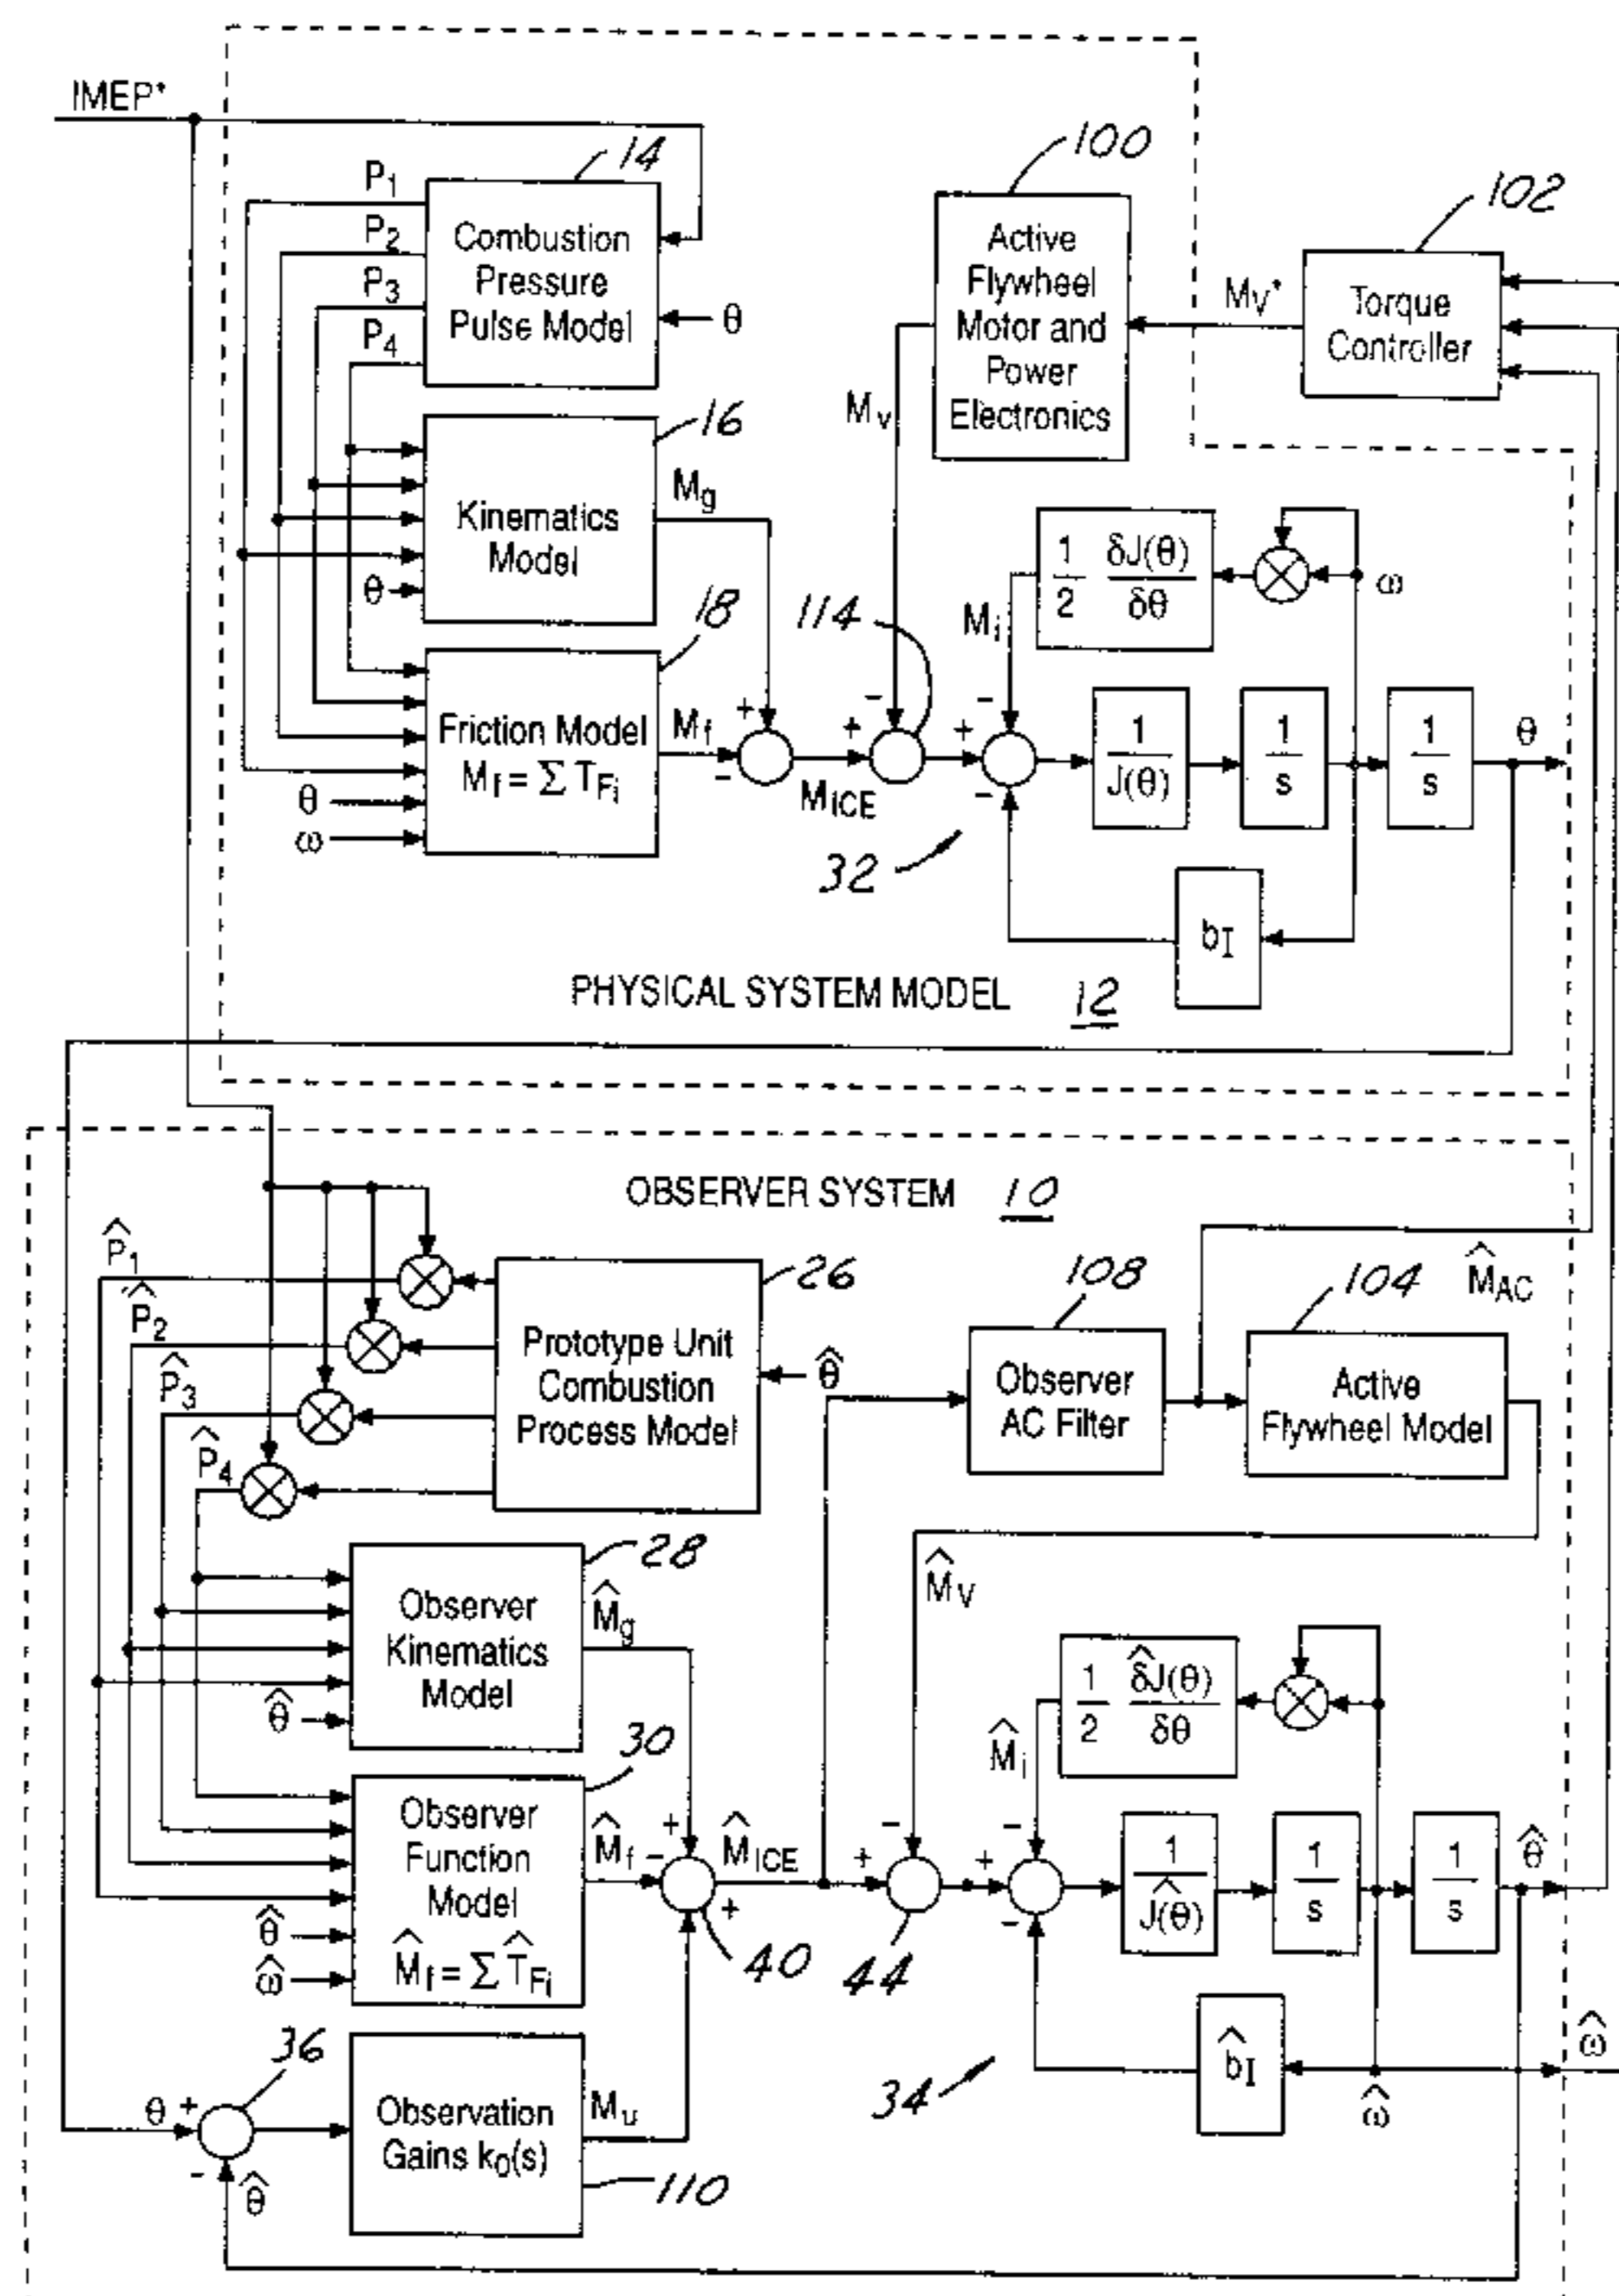 IMEP*
14
P1
P2
P3
P4
Combustion
Pressure
Pulse Model
θ
100
Active
Flywheel
Motor and
Power
Electronics
102
Mv*
Torque
Controller
Mv
16
Kinematics
Model
θ
Mg
18
Friction Model
Mf = Σ TFi
θ
ω
Mf
+
-
MICE
114
+
-
+
-
-
Mi
1/2 δJ(θ)/δθ
ω
1/J(θ)
1/s
1/s
θ
32
bI
PHYSICAL SYSTEM MODEL 12
OBSERVER SYSTEM 10
P̂1
P̂2
P̂3
P̂4
26
Prototype Unit
Combustion
Process Model
θ̂
108
Observer
AC Filter
M̂AC
104
Active
Flywheel Model
28
Observer
Kinematics
Model
θ̂
M̂g
M̂V
30
Observer
Function
Model
M̂f = Σ T̂Fi
θ̂
ω̂
M̂f
+
-
+
40
M̂ICE
+
-
44
+
-
-
M̂i
1/2 δ̂J(θ)/δθ
1/Ĵ(θ)
1/s
1/s
θ̂
34
b̂I
ω̂
ω̂
36
θ
+
-
θ̂
Observation
Gains k0(s)
Mu
110